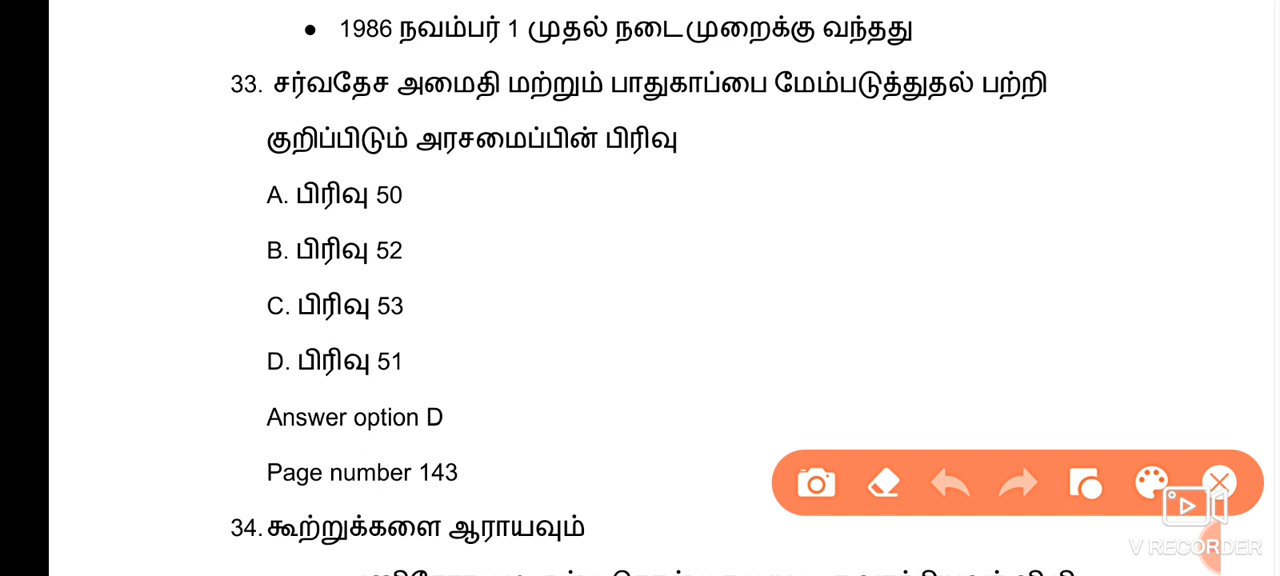 • 1986 நவம்பர் 1 முதல் நடைமுறைக்கு வந்தது
33. சர்வதேச அமைதி மற்றும் பாதுகாப்பை மேம்படுத்துதல் பற்றி
குறிப்பிடும் அரசமைப்பின் பிரிவு
A. பிரிவு 50
B. பிரிவு 52
C. பிரிவு 53
D. பிரிவு 51
Answer option D
Page number 143
34. கூற்றுக்களை ஆராயவும்
V RECORDER